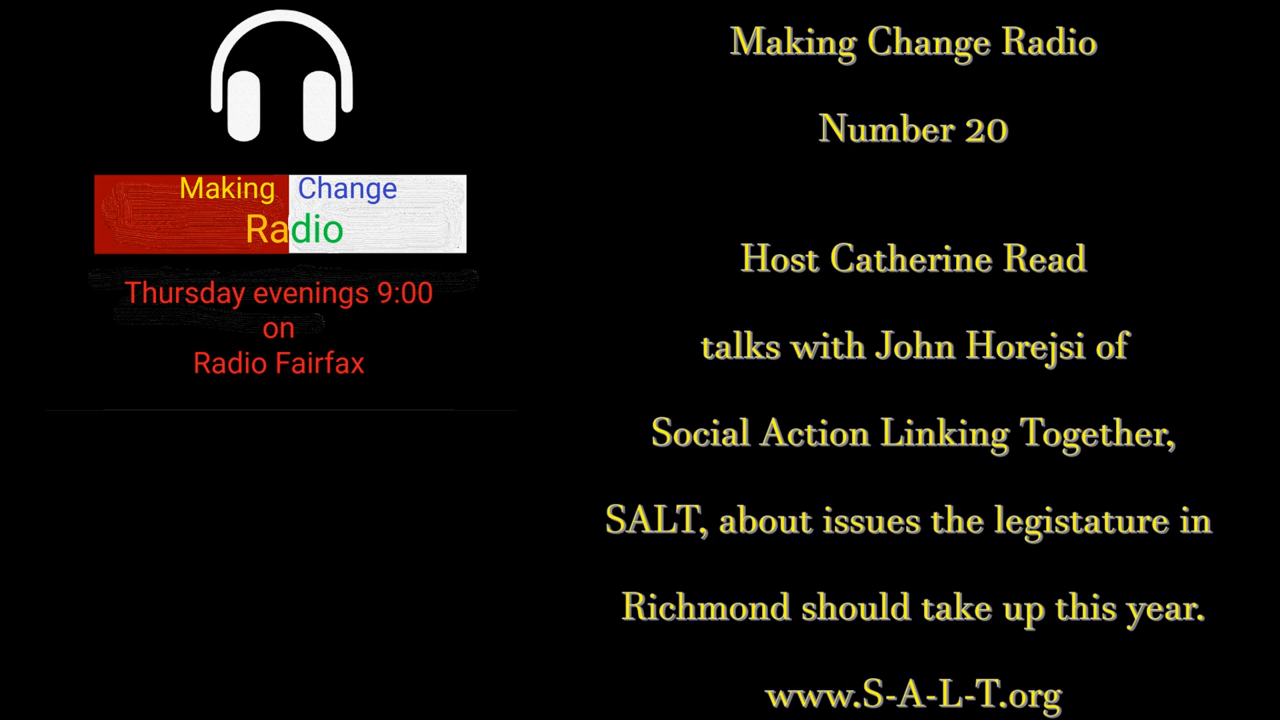 Making Change
Radio
Thursday evenings 9:00
on
Radio Fairfax
Making Change Radio
Number 20
Host Catherine Read
talks with John Horejsi of
Social Action Linking Together,
SALT, about issues the legistature in
Richmond should take up this year.
www.S-A-L-T.org